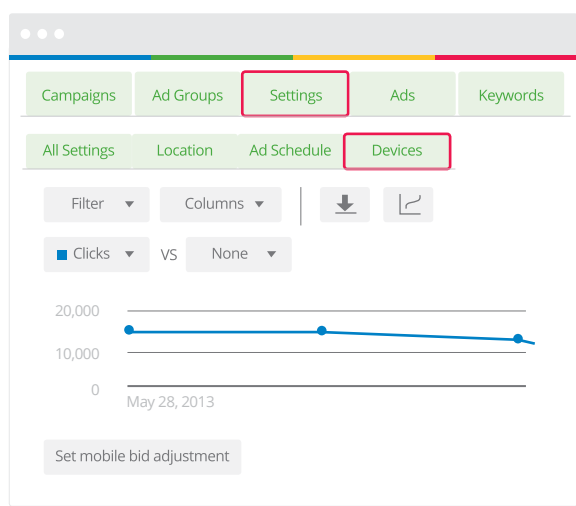 Campaigns Ad Groups Settings Ads Keywords
All Settings Location Ad Schedule Devices
Filter Columns
Clicks VS None
20,000
10,000
0
May 28, 2013
Set mobile bid adjustment